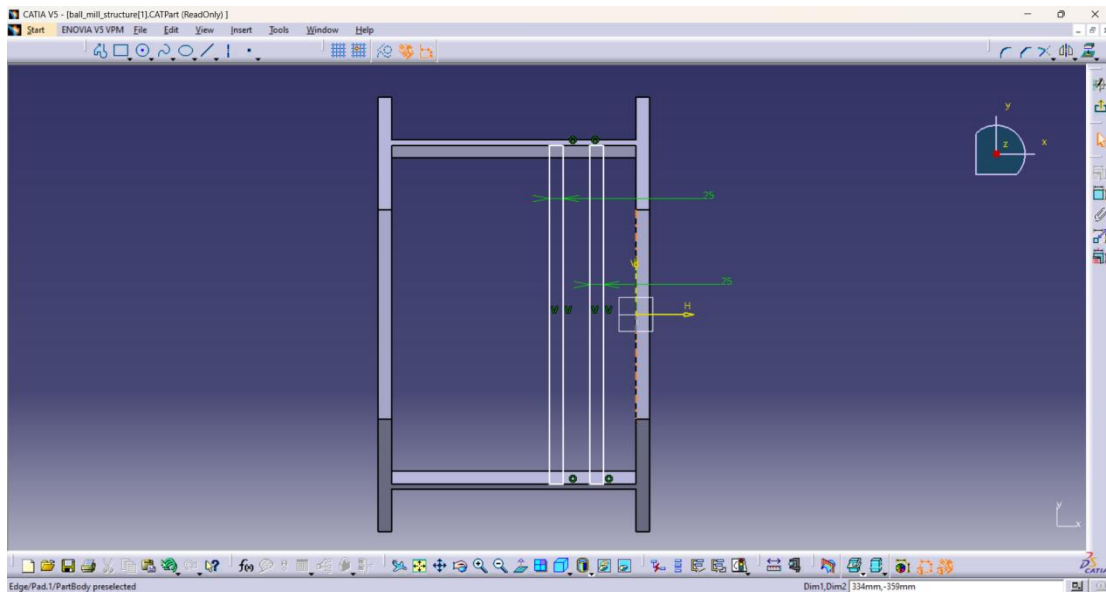 CATIA V5 - [ball_mill_structure[1].CATPart (ReadOnly) ]
Start ENOVIA V5 VPM File Edit View Insert Tools Window Help
y
x
z
25
V
25
V V V V
H
y
x
f(x)
CATIA
Edge/Pad.1/PartBody preselected
Dim1,Dim2 334mm,-359mm